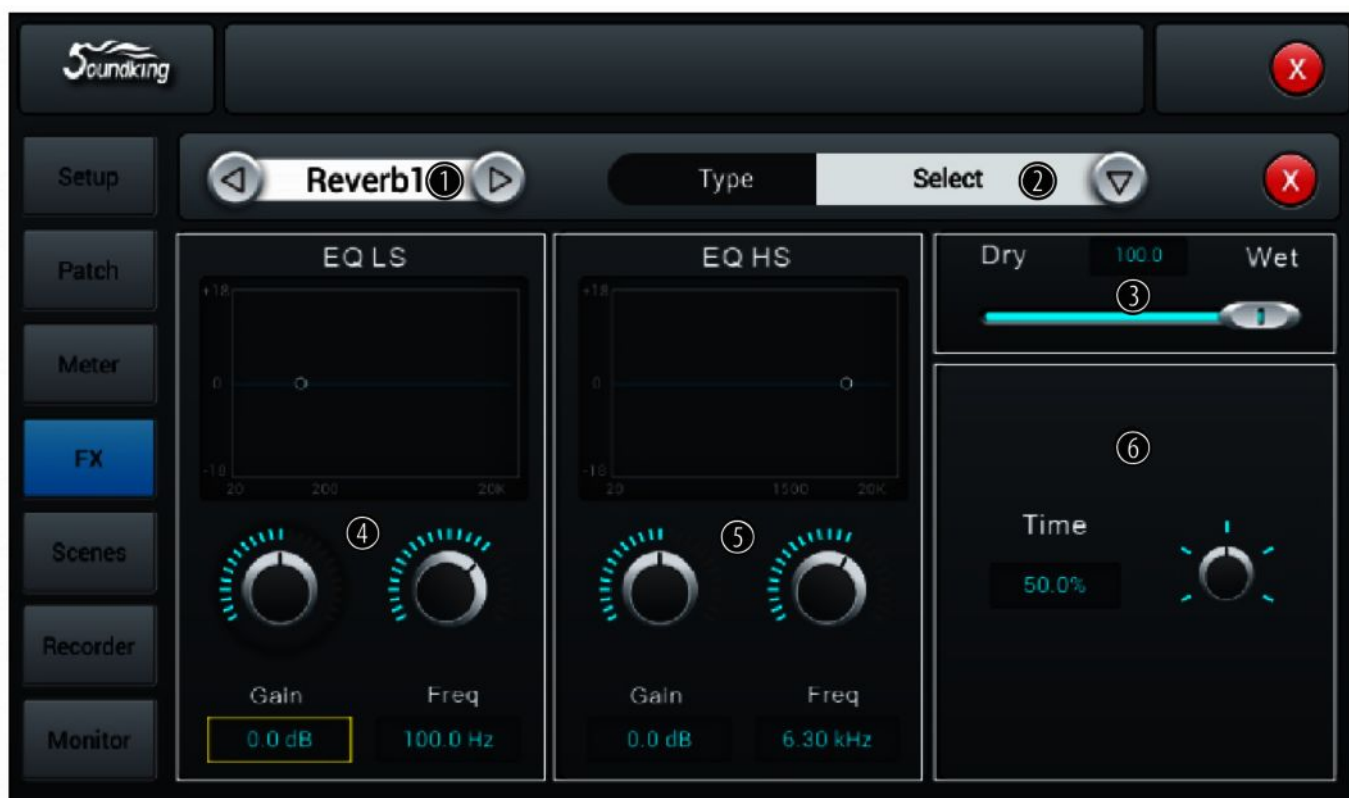 Soundking
X
Setup
Patch
Meter
FX
Scenes
Recorder
Monitor
Reverb1 ①
Type Select ②
X
EQ LS
+18
0
-18
20 200 20K
④
Gain Freq
0.0 dB 100.0 Hz
EQ HS
+18
0
-18
20 1500 20K
⑤
Gain Freq
0.0 dB 6.30 kHz
Dry 100.0 Wet
③
⑥
Time
50.0%